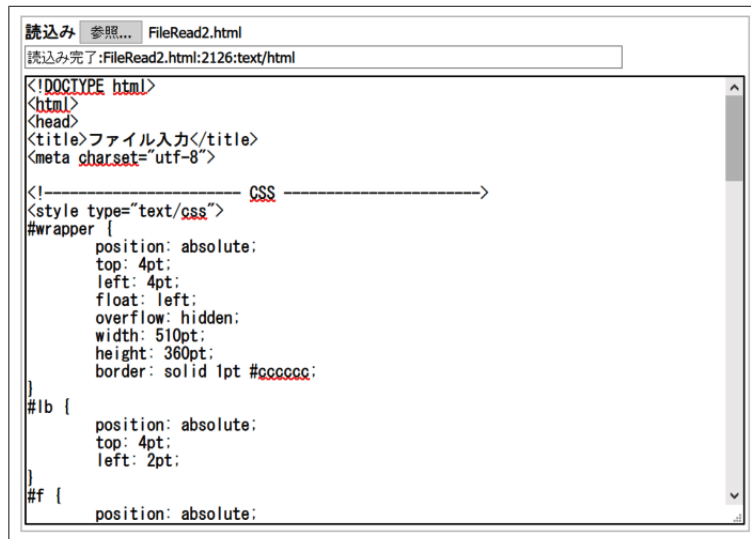 読込み 参照... FileRead2.html
読込み完了:FileRead2.html:2126:text/html
<!DOCTYPE html>
<html>
<head>
<title>ファイル入力</title>
<meta charset="utf-8">
<!----------------------- CSS ----------------------->
<style type="text/css">
#wrapper {
position: absolute;
top: 4pt;
left: 4pt;
float: left;
overflow: hidden;
width: 510pt;
height: 360pt;
border: solid 1pt #cccccc;
}
#lb {
position: absolute;
top: 4pt;
left: 2pt;
}
#f {
position: absolute;